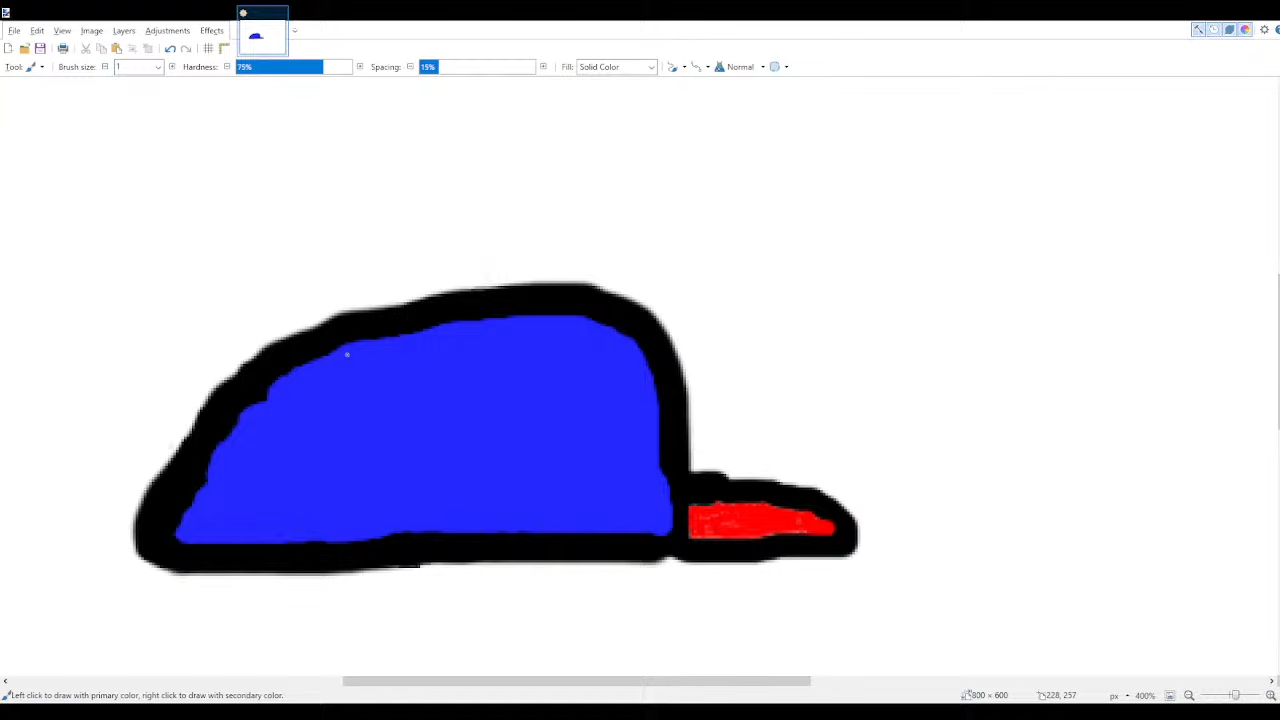 File Edit View Image Layers Adjustments Effects
Tool: Brush size: 1 Hardness: 75% Spacing: 15% Fill: Solid Color Normal
Left click to draw with primary color, right click to draw with secondary color. 800 × 600 228, 257 px 400%